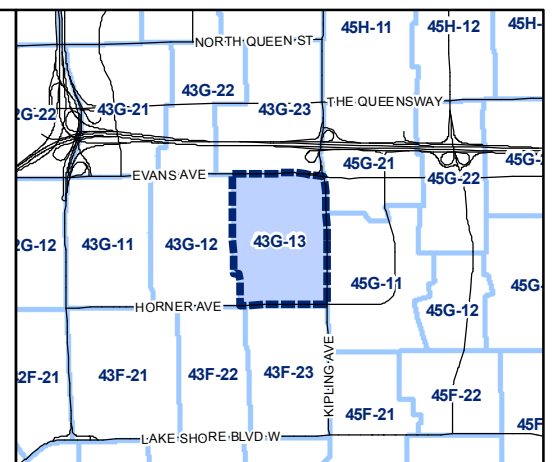 45H-11
45H-12
45H-
NORTH QUEEN ST
43G-22
2G-22
43G-21
43G-23
THE QUEENSWAY
45G-21
45G-2
EVANS AVE
45G-22
2G-12
43G-11
43G-12
43G-13
45G-11
45G-
HORNER AVE
45G-12
KIPLING AVE
2F-21
43F-21
43F-22
43F-23
45F-22
45F-21
45F
LAKE SHORE BLVD W